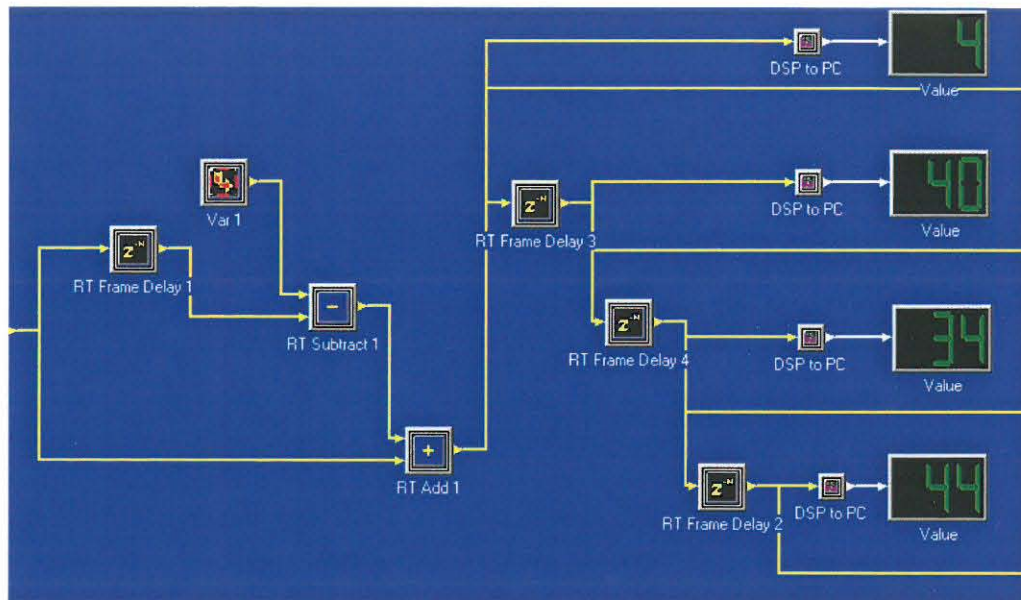 4
DSP to PC
Value
40
Var 1
DSP to PC
Value
z⁻ᴺ
RT Frame Delay 3
z⁻ᴺ
RT Frame Delay 1
-
RT Subtract 1
34
z⁻ᴺ
RT Frame Delay 4
DSP to PC
Value
+
RT Add 1
44
z⁻ᴺ
RT Frame Delay 2
DSP to PC
Value